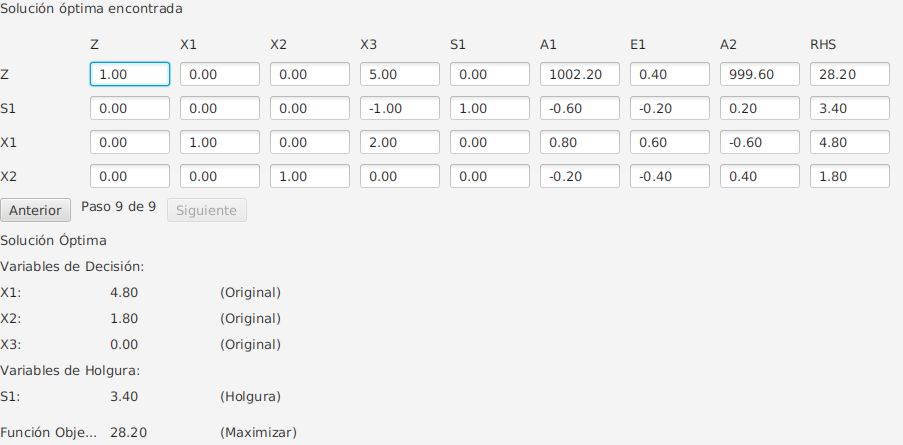 Solución óptima encontrada
Z X1 X2 X3 S1 A1 E1 A2 RHS
Z 1.00 0.00 0.00 5.00 0.00 1002.20 0.40 999.60 28.20
S1 0.00 0.00 0.00 -1.00 1.00 -0.60 -0.20 0.20 3.40
X1 0.00 1.00 0.00 2.00 0.00 0.80 0.60 -0.60 4.80
X2 0.00 0.00 1.00 0.00 0.00 -0.20 -0.40 0.40 1.80
Anterior Paso 9 de 9 Siguiente
Solución Óptima
Variables de Decisión:
X1: 4.80 (Original)
X2: 1.80 (Original)
X3: 0.00 (Original)
Variables de Holgura:
S1: 3.40 (Holgura)
Función Obje... 28.20 (Maximizar)